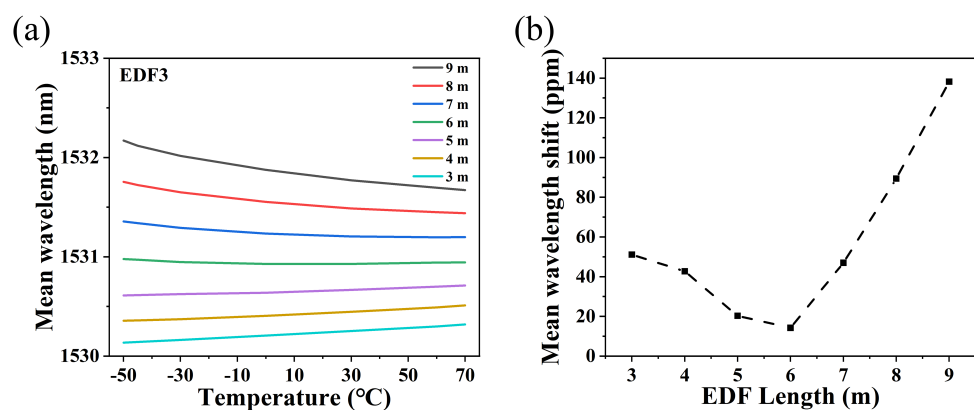 (a)
EDF3
9 m
8 m
7 m
6 m
5 m
4 m
3 m
1533
1532
1531
1530
Mean wavelength (nm)
-50
-30
-10
10
30
50
70
Temperature (℃)
(b)
140
120
100
80
60
40
20
0
Mean wavelength shift (ppm)
3
4
5
6
7
8
9
EDF Length (m)